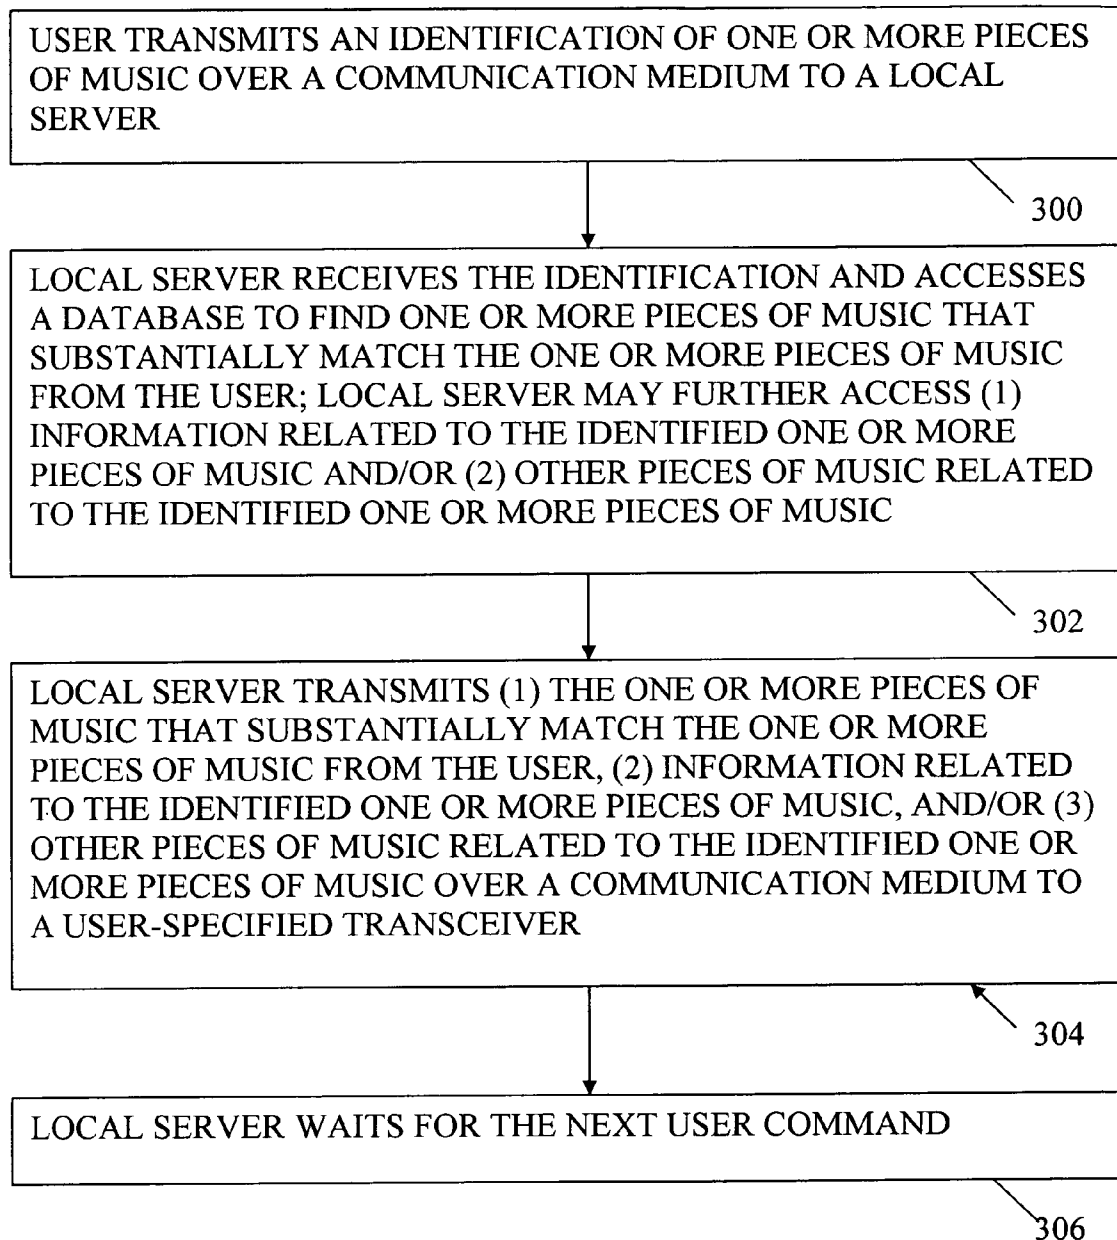 USER TRANSMITS AN IDENTIFICATION OF ONE OR MORE PIECES
OF MUSIC OVER A COMMUNICATION MEDIUM TO A LOCAL
SERVER
300
LOCAL SERVER RECEIVES THE IDENTIFICATION AND ACCESSES
A DATABASE TO FIND ONE OR MORE PIECES OF MUSIC THAT
SUBSTANTIALLY MATCH THE ONE OR MORE PIECES OF MUSIC
FROM THE USER; LOCAL SERVER MAY FURTHER ACCESS (1)
INFORMATION RELATED TO THE IDENTIFIED ONE OR MORE
PIECES OF MUSIC AND/OR (2) OTHER PIECES OF MUSIC RELATED
TO THE IDENTIFIED ONE OR MORE PIECES OF MUSIC
302
LOCAL SERVER TRANSMITS (1) THE ONE OR MORE PIECES OF
MUSIC THAT SUBSTANTIALLY MATCH THE ONE OR MORE
PIECES OF MUSIC FROM THE USER, (2) INFORMATION RELATED
TO THE IDENTIFIED ONE OR MORE PIECES OF MUSIC, AND/OR (3)
OTHER PIECES OF MUSIC RELATED TO THE IDENTIFIED ONE OR
MORE PIECES OF MUSIC OVER A COMMUNICATION MEDIUM TO
A USER-SPECIFIED TRANSCEIVER
304
LOCAL SERVER WAITS FOR THE NEXT USER COMMAND
306